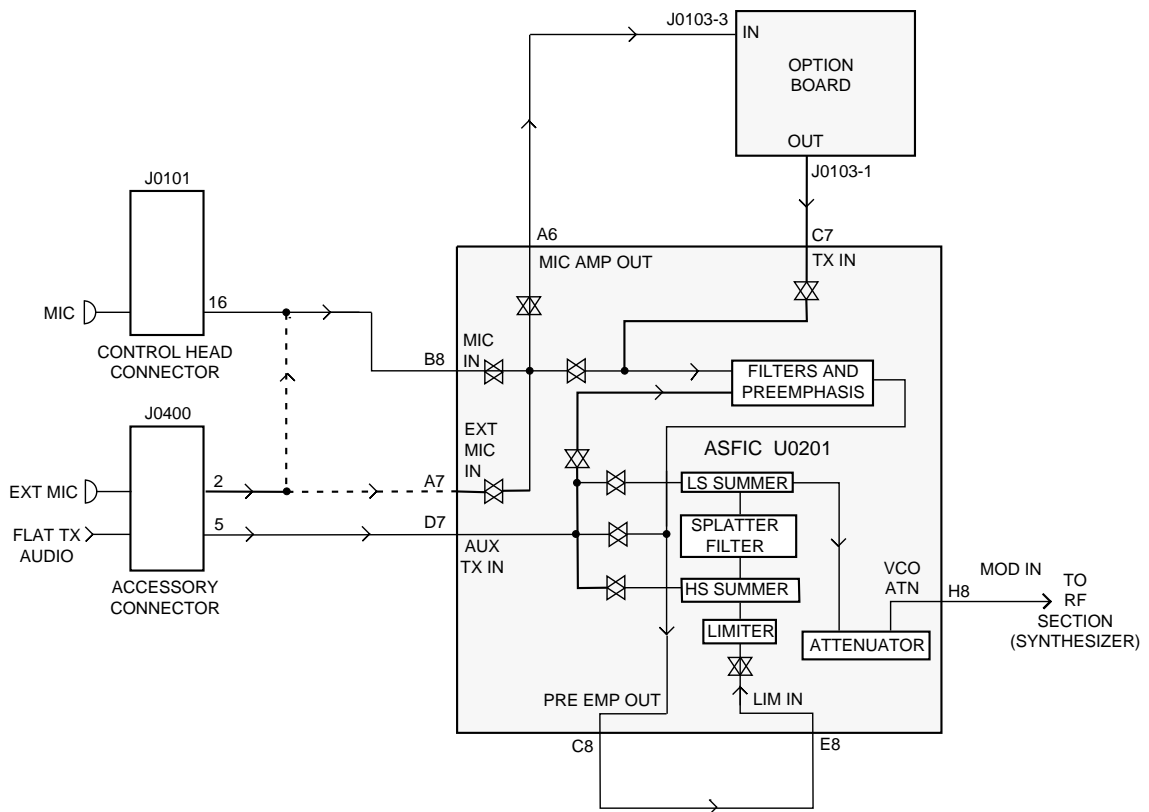 J0103-3
IN
OPTION
BOARD
OUT
J0103-1
J0101
A6
C7
MIC AMP OUT
TX IN
16
MIC
CONTROL HEAD
CONNECTOR
MIC
IN
B8
FILTERS AND
PREEMPHASIS
J0400
EXT
MIC
IN
ASFIC U0201
2
A7
EXT MIC
LS SUMMER
5
D7
FLAT TX
AUDIO
AUX
TX IN
SPLATTER
FILTER
ACCESSORY
CONNECTOR
HS SUMMER
VCO
ATN
MOD IN
H8
TO
RF
SECTION
(SYNTHESIZER)
LIMITER
ATTENUATOR
PRE EMP OUT
LIM IN
C8
E8